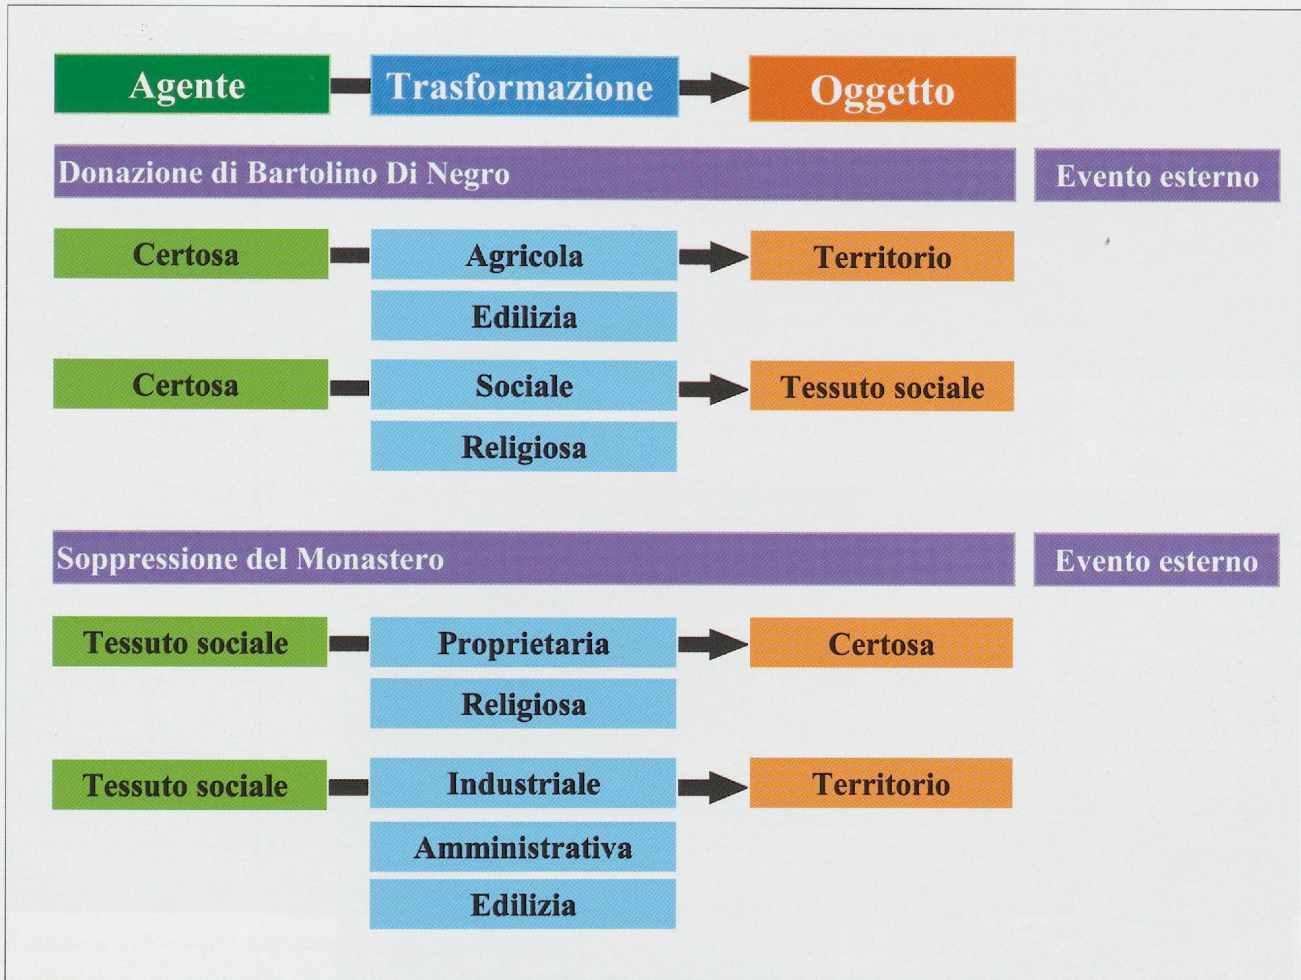 Agente Trasformazione Oggetto
Donazione di Bartolino Di Negro Evento esterno
Certosa Agricola Territorio
Edilizia
Certosa Sociale Tessuto sociale
Religiosa
Soppressione del Monastero Evento esterno
Tessuto sociale Proprietaria Certosa
Religiosa
Tessuto sociale Industriale Territorio
Amministrativa
Edilizia